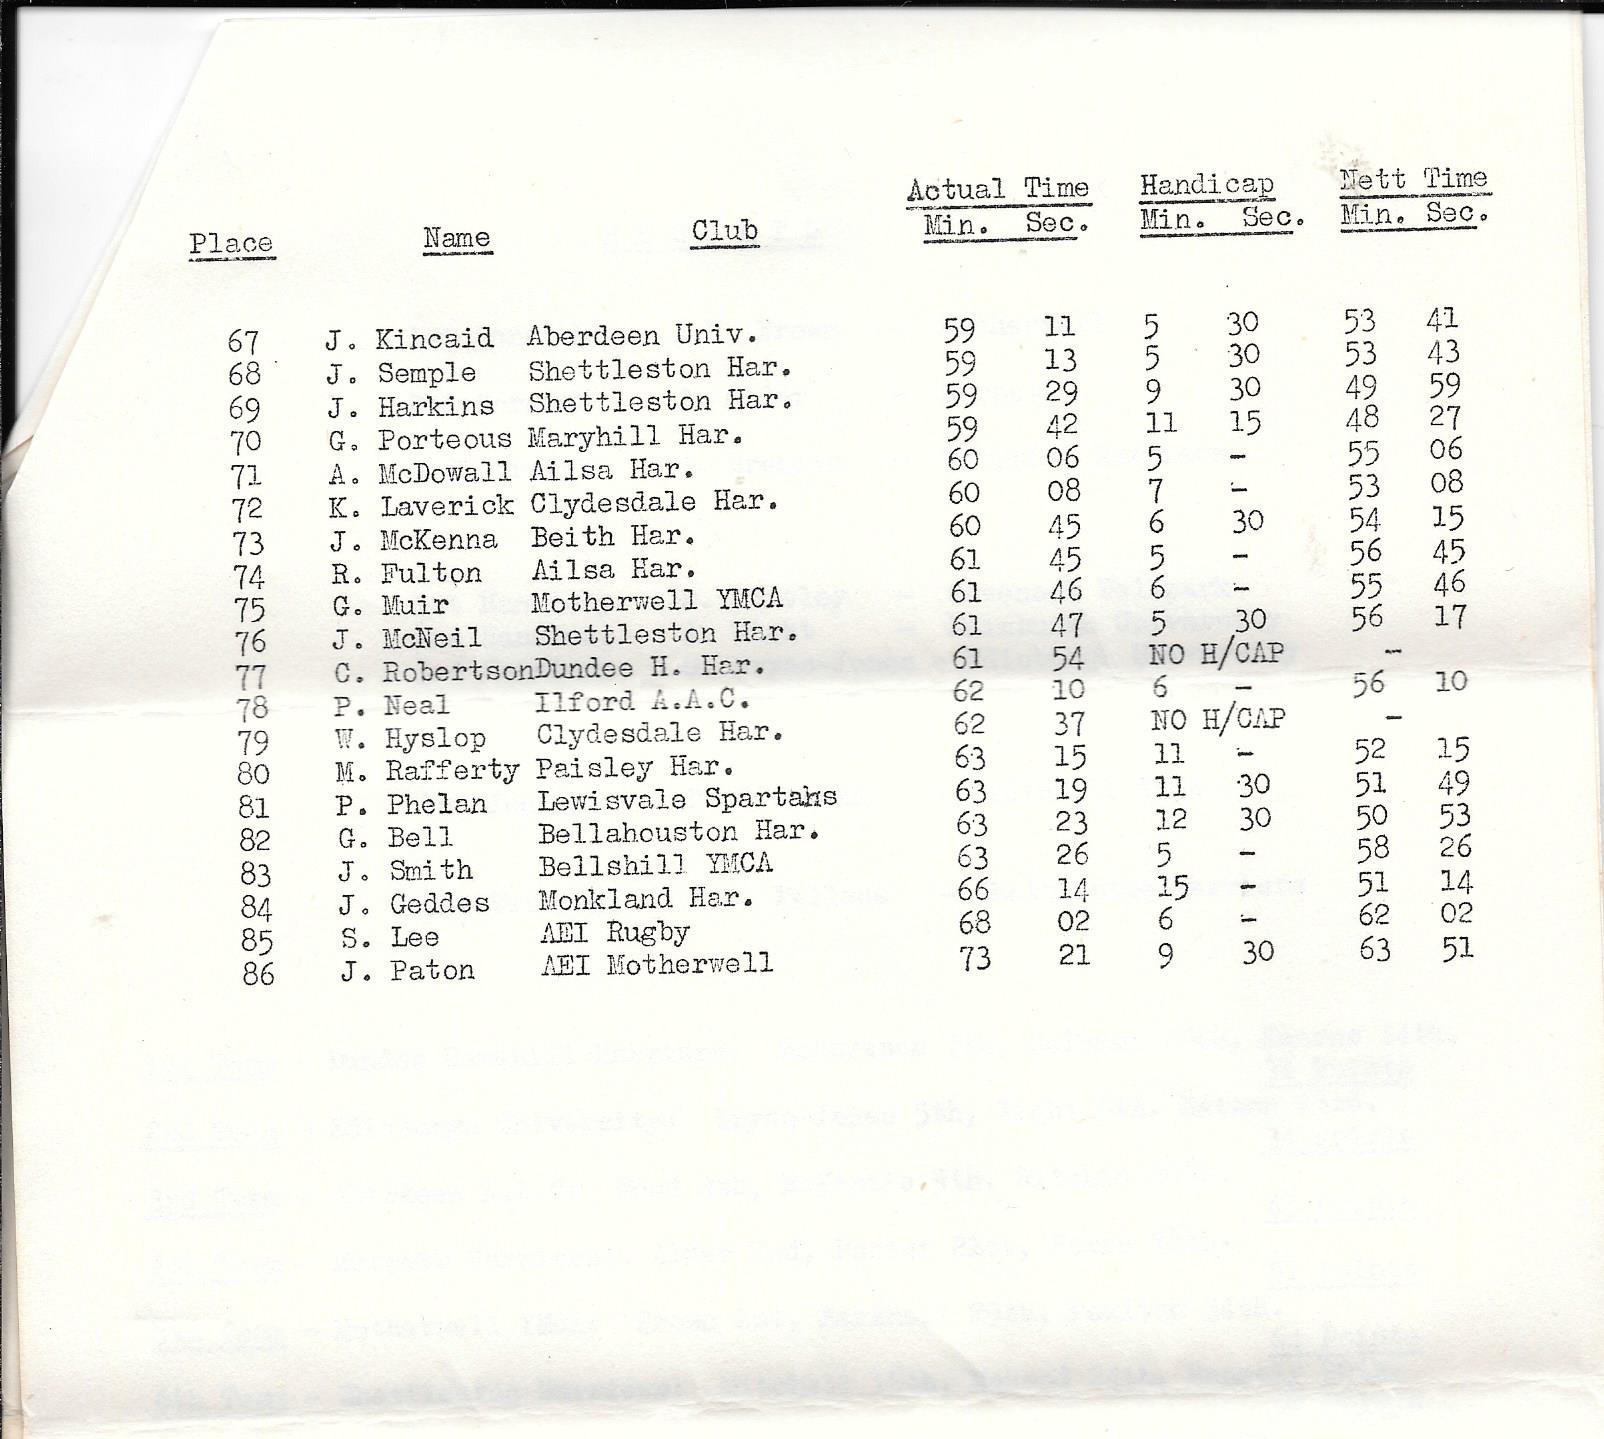 Actual Time Handicap Nett Time
Place Name Club Min. Sec. Min. Sec. Min. Sec.
67 J. Kincaid Aberdeen Univ. 59 11 5 30 53 41
68 J. Semple Shettleston Har. 59 13 5 30 53 43
69 J. Harkins Shettleston Har. 59 29 9 30 49 59
70 G. Porteous Maryhill Har. 59 42 11 15 48 27
71 A. McDowall Ailsa Har. 60 06 5 - 55 06
72 K. Laverick Clydesdale Har. 60 08 7 - 53 08
73 J. McKenna Beith Har. 60 45 6 30 54 15
74 R. Fulton Ailsa Har. 61 45 5 - 56 45
75 G. Muir Motherwell YMCA 61 46 6 - 55 46
76 J. McNeil Shettleston Har. 61 47 5 30 56 17
77 C. Robertson Dundee H. Har. 61 54 NO H/CAP -
78 P. Neal Ilford A.A.C. 62 10 6 - 56 10
79 W. Hyslop Clydesdale Har. 62 37 NO H/CAP -
80 M. Rafferty Paisley Har. 63 15 11 - 52 15
81 P. Phelan Lewisvale Spartans 63 19 11 30 51 49
82 G. Bell Bellahouston Har. 63 23 12 30 50 53
83 J. Smith Bellshill YMCA 63 26 5 - 58 26
84 J. Geddes Monkland Har. 66 14 15 - 51 14
85 S. Lee AEI Rugby 68 02 6 - 62 02
86 J. Paton AEI Motherwell 73 21 9 30 63 51